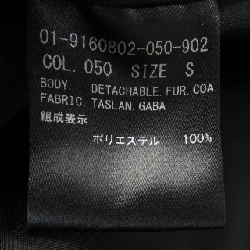 01-9160802-050-902
COL. 050 SIZE S
BODY DETACHABLE.FUR.COA
FABRIC. TASLAN.GABA
組成表示
ポリエステル 100%